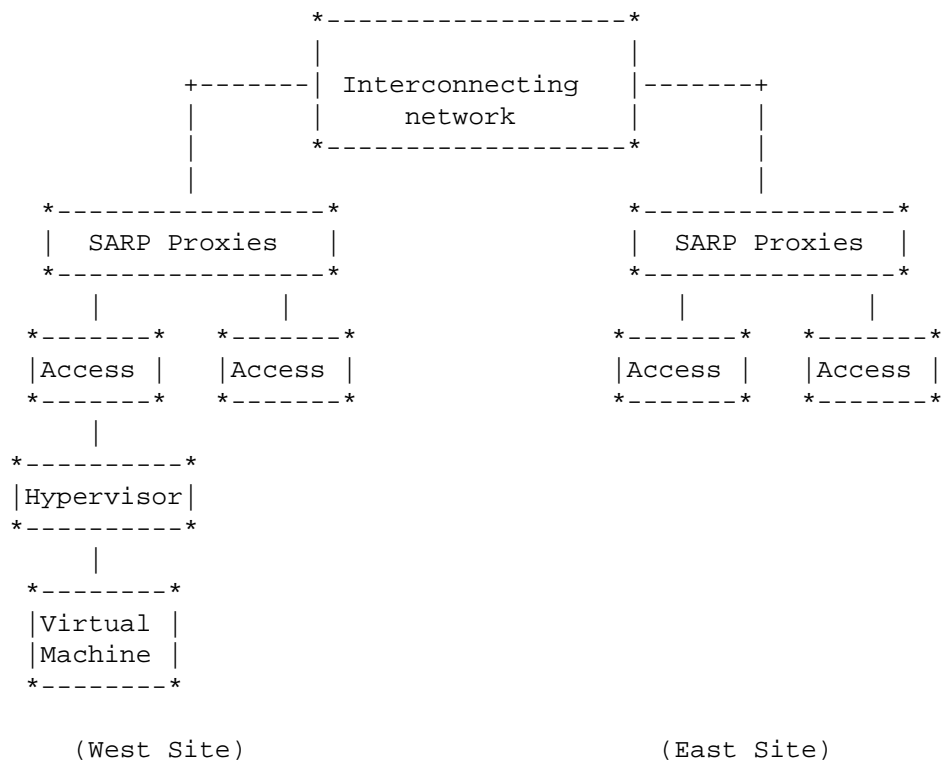 Interconnecting
network
SARP Proxies
SARP Proxies
Access
Access
Access
Access
Hypervisor
Virtual
Machine
(West Site)
(East Site)